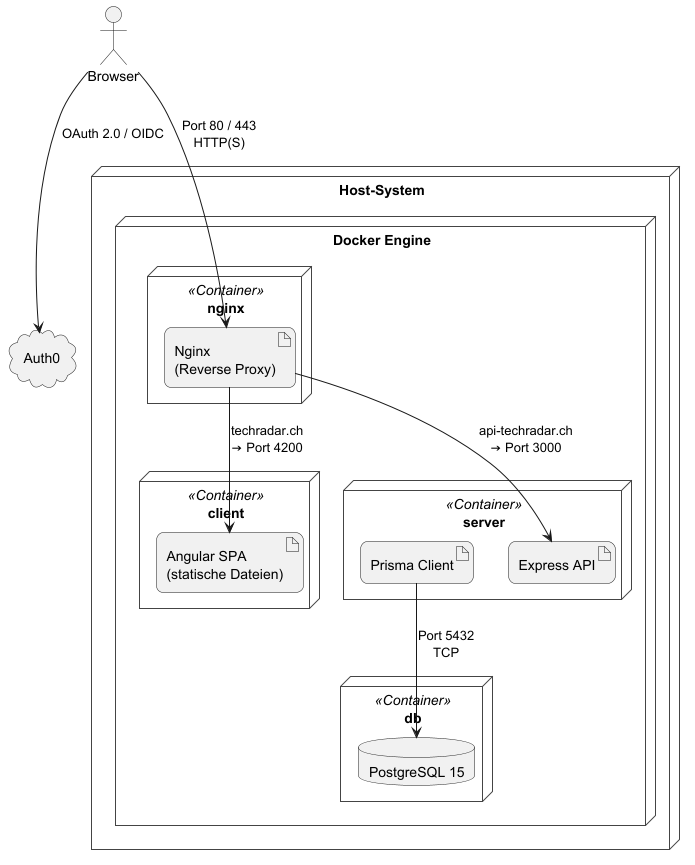 Browser
OAuth 2.0 / OIDC
Port 80 / 443
HTTP(S)
Host-System
Docker Engine
«Container»
nginx
Nginx
(Reverse Proxy)
Auth0
techradar.ch
→ Port 4200
api-techradar.ch
→ Port 3000
«Container»
client
Angular SPA
(statische Dateien)
«Container»
server
Prisma Client
Express API
Port 5432
TCP
«Container»
db
PostgreSQL 15